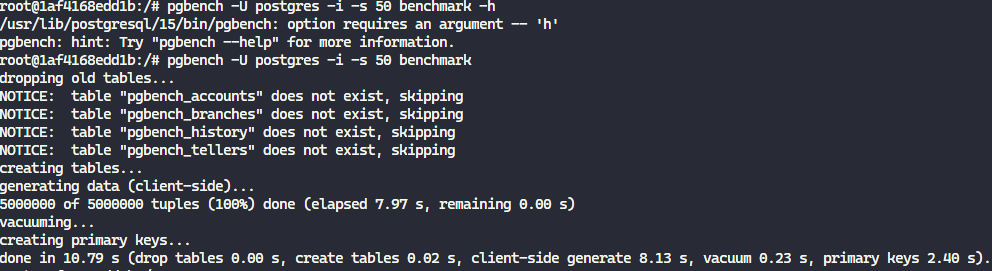 root@1af4168edd1b:/# pgbench -U postgres -i -s 50 benchmark -h
/usr/lib/postgresql/15/bin/pgbench: option requires an argument -- 'h'
pgbench: hint: Try "pgbench --help" for more information.
root@1af4168edd1b:/# pgbench -U postgres -i -s 50 benchmark
dropping old tables...
NOTICE:  table "pgbench_accounts" does not exist, skipping
NOTICE:  table "pgbench_branches" does not exist, skipping
NOTICE:  table "pgbench_history" does not exist, skipping
NOTICE:  table "pgbench_tellers" does not exist, skipping
creating tables...
generating data (client-side)...
5000000 of 5000000 tuples (100%) done (elapsed 7.97 s, remaining 0.00 s)
vacuuming...
creating primary keys...
done in 10.79 s (drop tables 0.00 s, create tables 0.02 s, client-side generate 8.13 s, vacuum 0.23 s, primary keys 2.40 s).